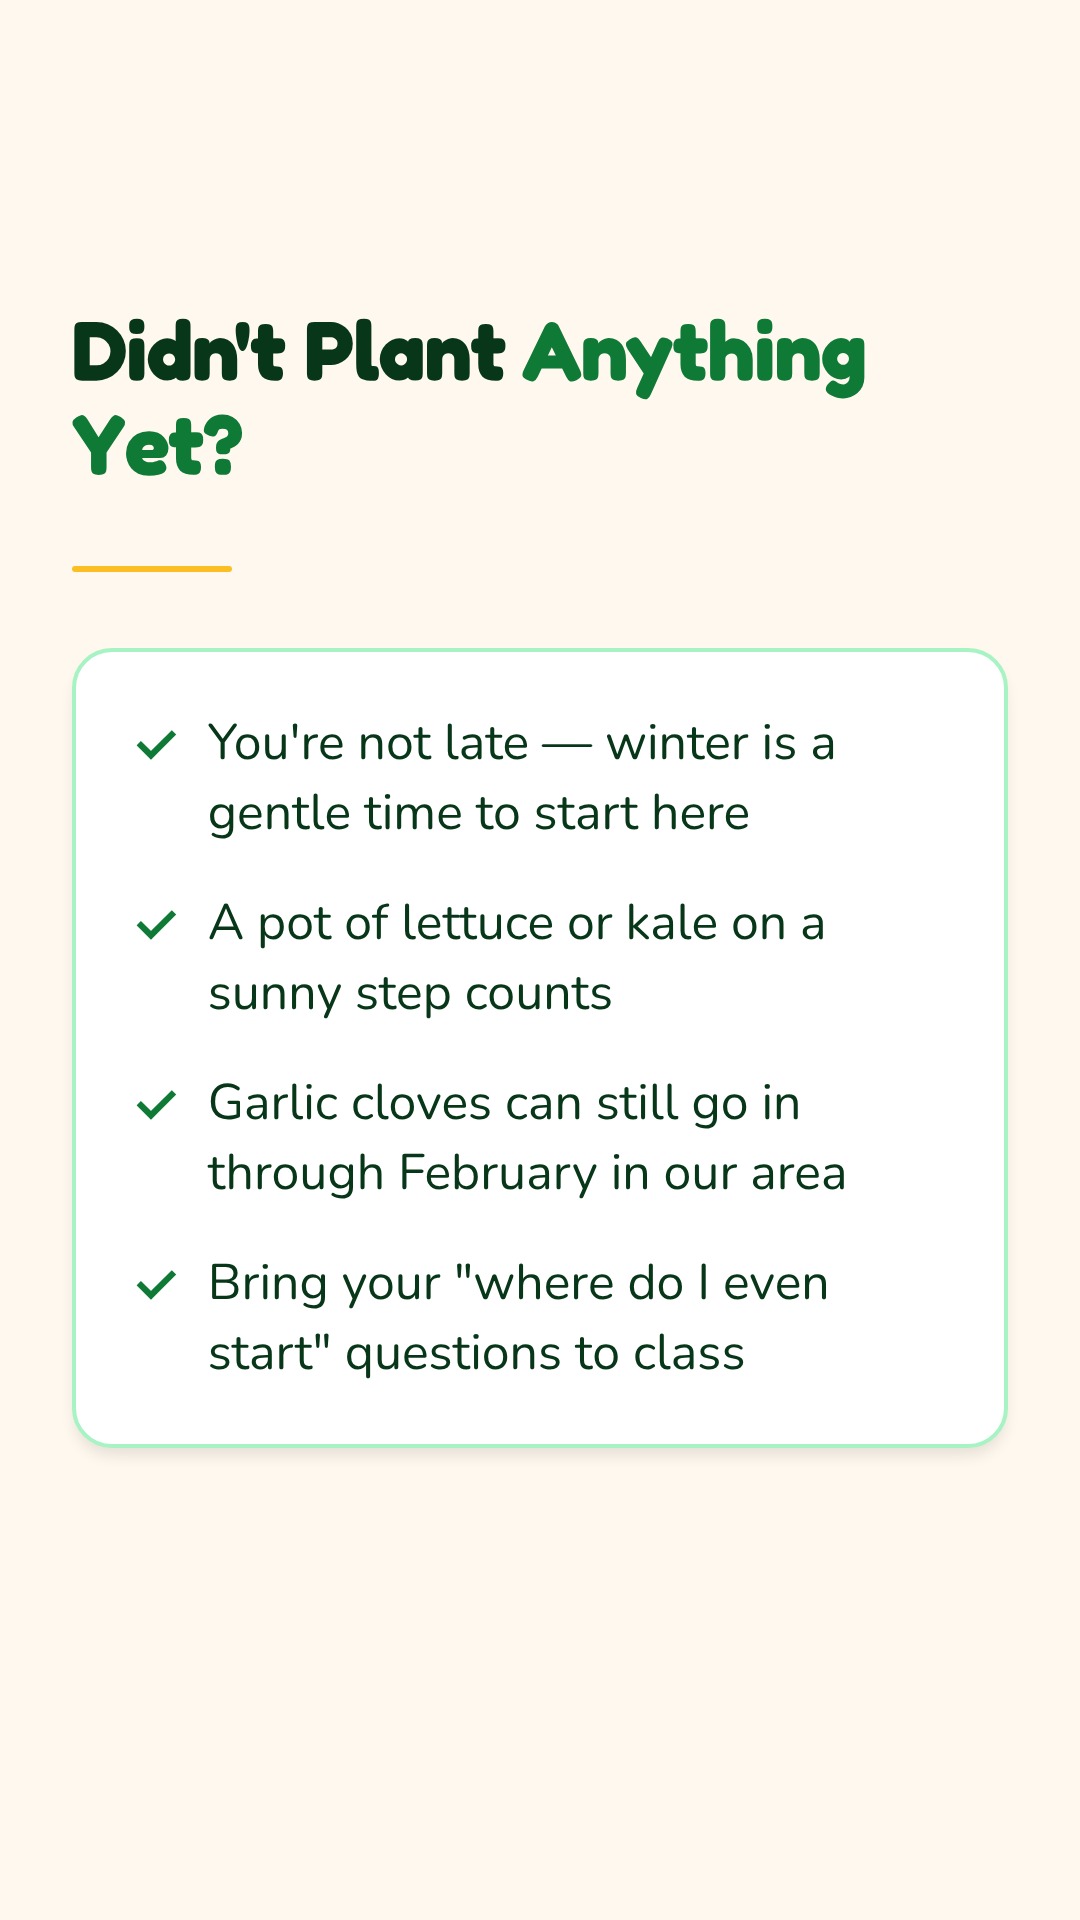 Didn't Plant Anything
Yet?
You're not late — winter is a
gentle time to start here
A pot of lettuce or kale on a
sunny step counts
Garlic cloves can still go in
through February in our area
Bring your "where do I even
start" questions to class